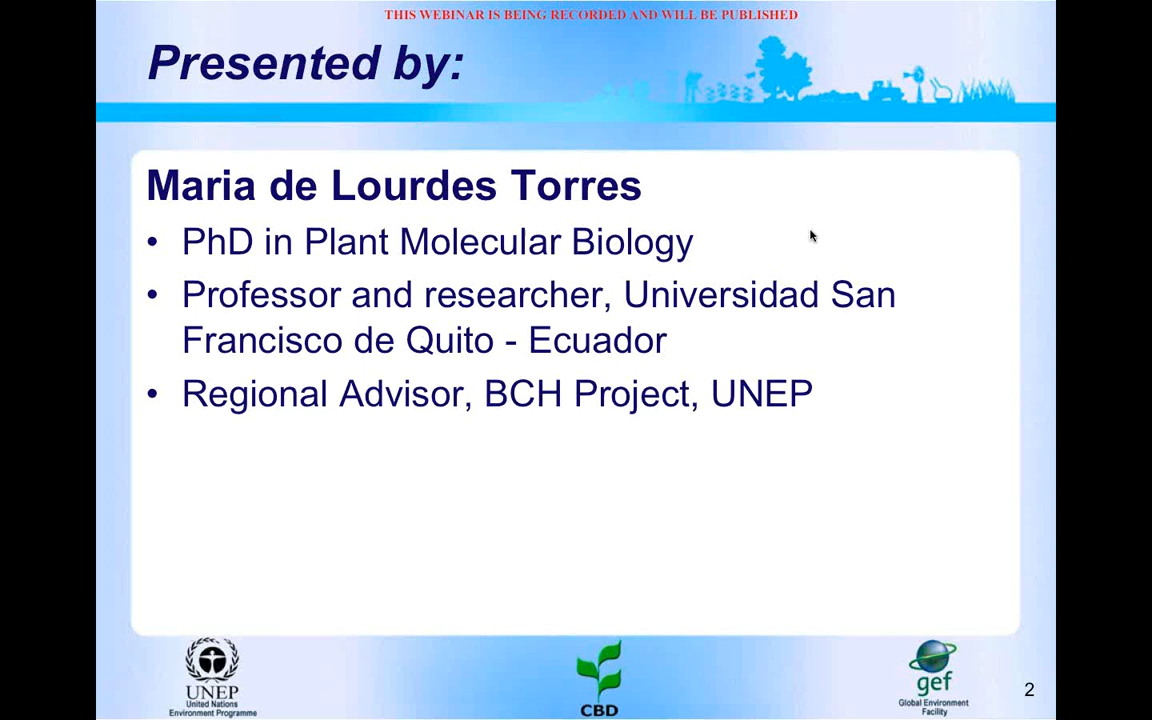 THIS WEBINAR IS BEING RECORDED AND WILL BE PUBLISHED
Presented by:
Maria de Lourdes Torres
• PhD in Plant Molecular Biology
• Professor and researcher, Universidad San
Francisco de Quito - Ecuador
• Regional Advisor, BCH Project, UNEP
UNEP
United Nations
Environment Programme
CBD
gef
Global Environment
Facility
2